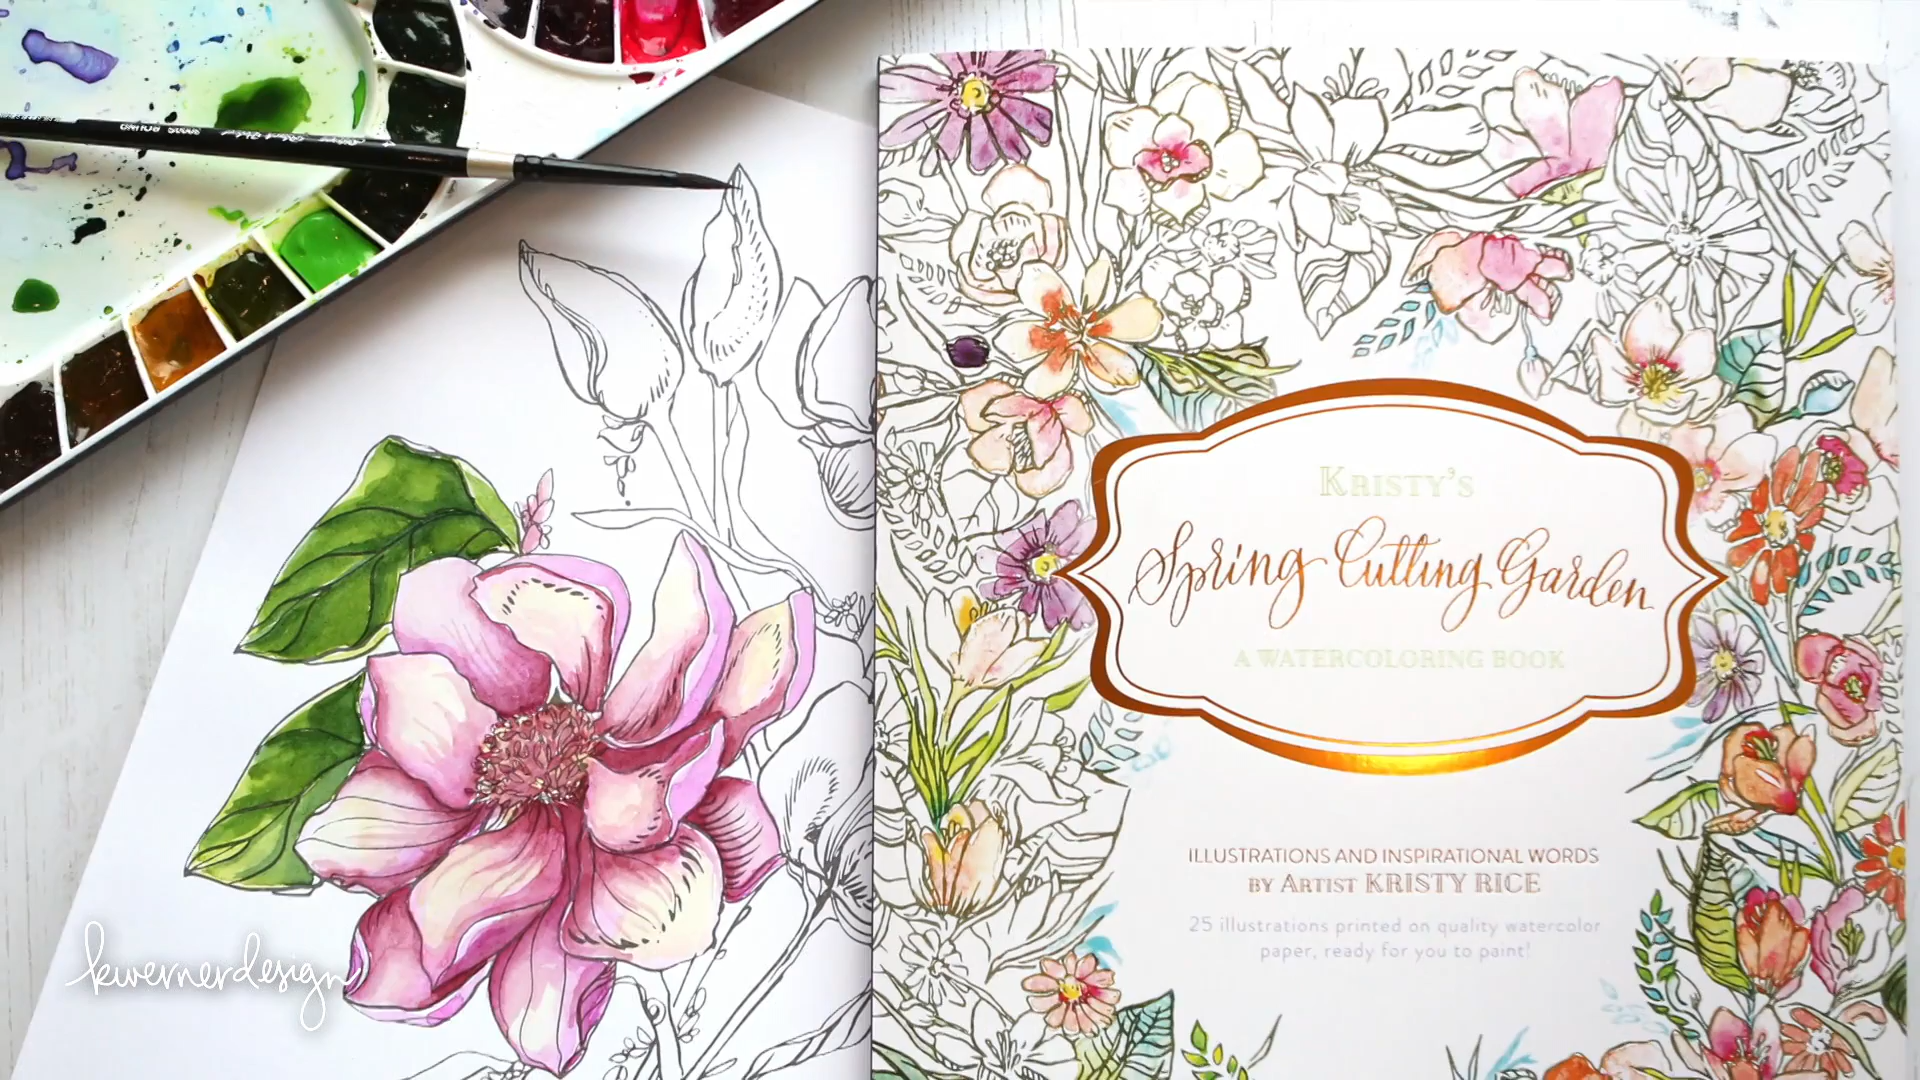 KRISTY'S
Spring Cutting Garden
A WATERCOLORING BOOK
ILLUSTRATIONS AND INSPIRATIONAL WORDS
BY ARTIST KRISTY RICE
25 illustrations printed on quality watercolor
paper, ready for you to paint!
kwernerdesign